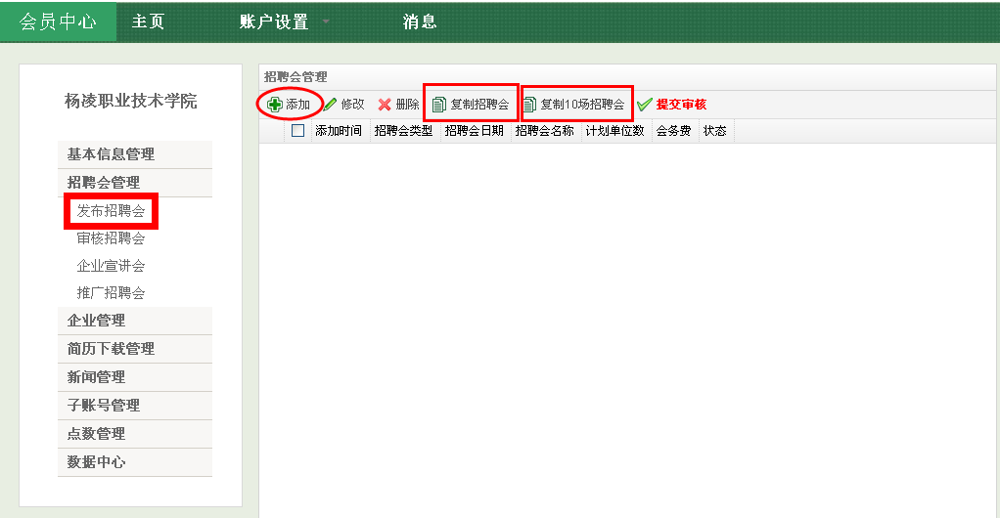 会员中心 主页 账户设置 消息
杨凌职业技术学院
基本信息管理
招聘会管理
发布招聘会
审核招聘会
企业宣讲会
推广招聘会
企业管理
简历下载管理
新闻管理
子账号管理
点数管理
数据中心
招聘会管理
添加 修改 删除 复制招聘会 复制10场招聘会 提交审核
添加时间 招聘会类型 招聘会日期 招聘会名称 计划单位数 会务费 状态